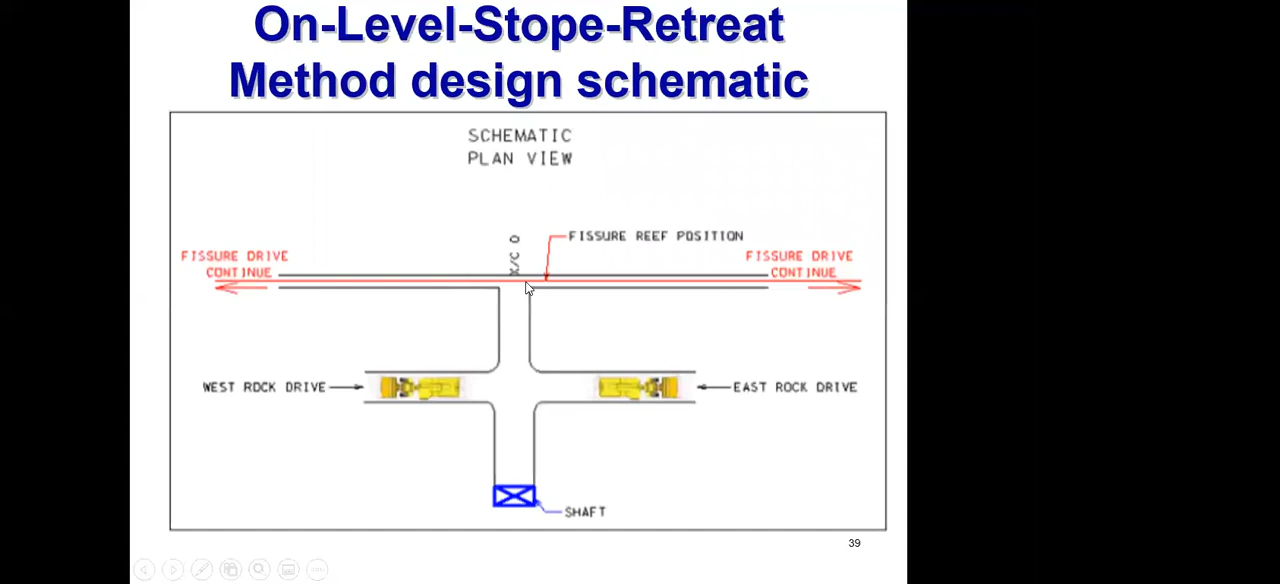 On-Level-Stope-Retreat
Method design schematic
SCHEMATIC
PLAN VIEW
X/C 0
FISSURE REEF POSITION
FISSURE DRIVE
CONTINUE
FISSURE DRIVE
CONTINUE
WEST ROCK DRIVE
EAST ROCK DRIVE
SHAFT
39